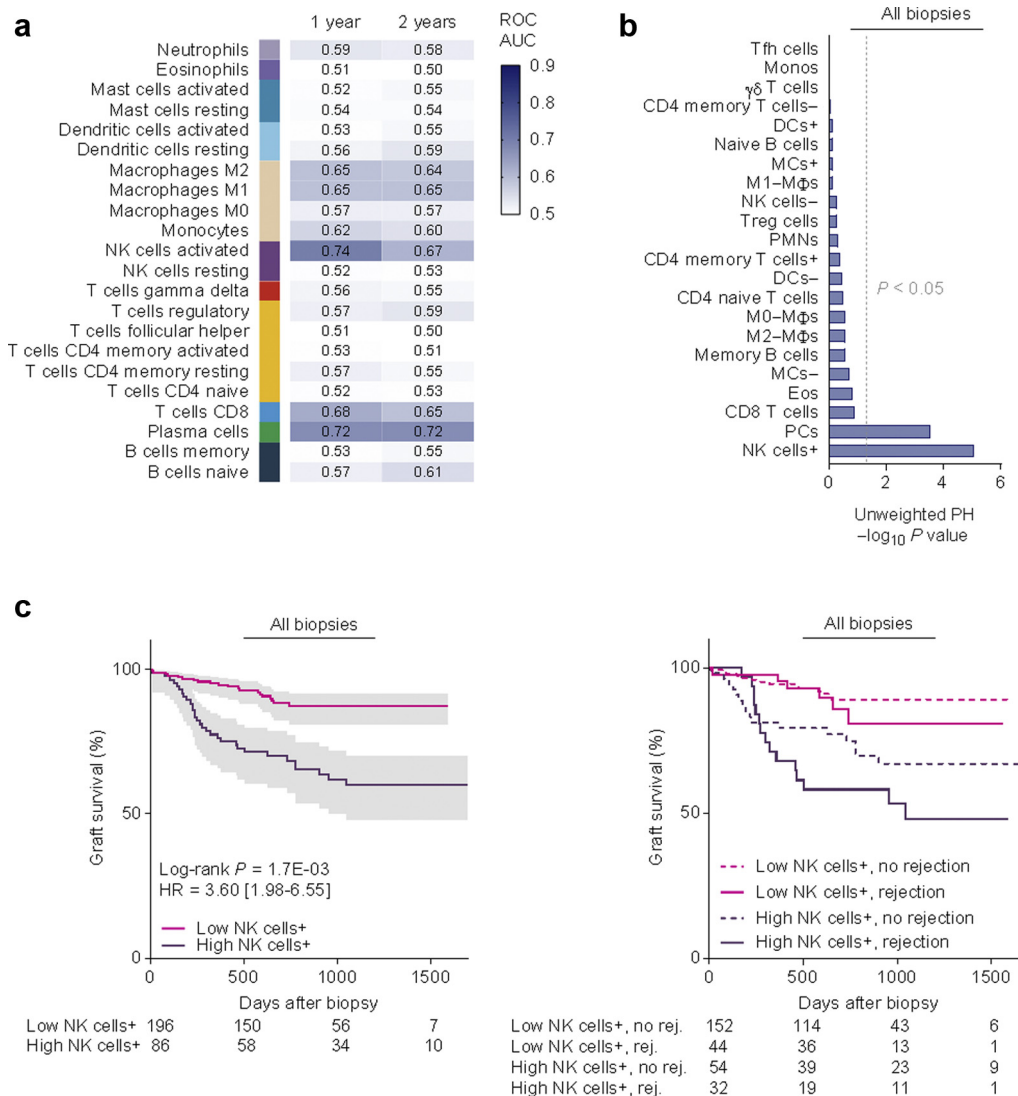 a
1 year 2 years
ROC
AUC
Neutrophils 0.59 0.58
Eosinophils 0.51 0.50
Mast cells activated 0.52 0.55
Mast cells resting 0.54 0.54
Dendritic cells activated 0.53 0.55
Dendritic cells resting 0.56 0.59
Macrophages M2 0.65 0.64
Macrophages M1 0.65 0.65
Macrophages M0 0.57 0.57
Monocytes 0.62 0.60
NK cells activated 0.74 0.67
NK cells resting 0.52 0.53
T cells gamma delta 0.56 0.55
T cells regulatory 0.57 0.59
T cells follicular helper 0.51 0.50
T cells CD4 memory activated 0.53 0.51
T cells CD4 memory resting 0.57 0.55
T cells CD4 naive 0.52 0.53
T cells CD8 0.68 0.65
Plasma cells 0.72 0.72
B cells memory 0.53 0.55
B cells naive 0.57 0.61
0.9
0.8
0.7
0.6
0.5
b
All biopsies
Tfh cells
Monos
γδ T cells
CD4 memory T cells–
DCs+
Naive B cells
MCs+
M1–MΦs
NK cells–
Treg cells
PMNs
CD4 memory T cells+
DCs–
CD4 naive T cells
M0–MΦs
M2–MΦs
Memory B cells
MCs–
Eos
CD8 T cells
PCs
NK cells+
P < 0.05
0 2 4 6
Unweighted PH
–log10 P value
c
All biopsies
100
50
0
Graft survival (%)
Log-rank P = 1.7E-03
HR = 3.60 [1.98-6.55]
Low NK cells+
High NK cells+
0 500 1000 1500
Days after biopsy
Low NK cells+ 196 150 56 7
High NK cells+ 86 58 34 10
All biopsies
100
50
0
Graft survival (%)
Low NK cells+, no rejection
Low NK cells+, rejection
High NK cells+, no rejection
High NK cells+, rejection
0 500 1000 1500
Days after biopsy
Low NK cells+, no rej. 152 114 43 6
Low NK cells+, rej. 44 36 13 1
High NK cells+, no rej. 54 39 23 9
High NK cells+, rej. 32 19 11 1